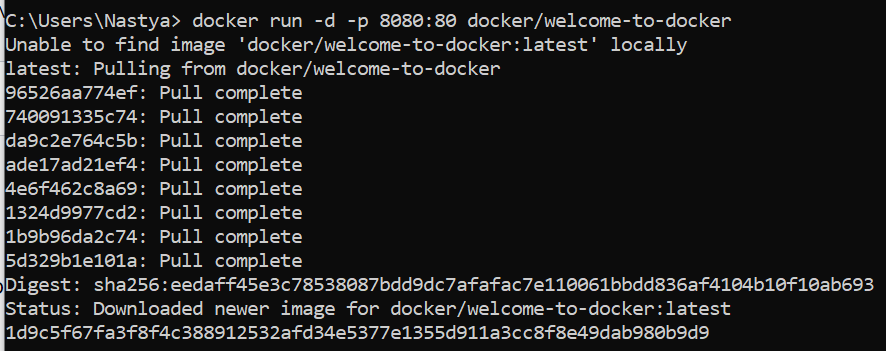 C:\Users\Nastya> docker run -d -p 8080:80 docker/welcome-to-docker
Unable to find image 'docker/welcome-to-docker:latest' locally
latest: Pulling from docker/welcome-to-docker
96526aa774ef: Pull complete
740091335c74: Pull complete
da9c2e764c5b: Pull complete
ade17ad21ef4: Pull complete
4e6f462c8a69: Pull complete
1324d9977cd2: Pull complete
1b9b96da2c74: Pull complete
5d329b1e101a: Pull complete
Digest: sha256:eedaff45e3c78538087bdd9dc7afafac7e110061bbdd836af4104b10f10ab693
Status: Downloaded newer image for docker/welcome-to-docker:latest
1d9c5f67fa3f8f4c388912532afd34e5377e1355d911a3cc8f8e49dab980b9d9